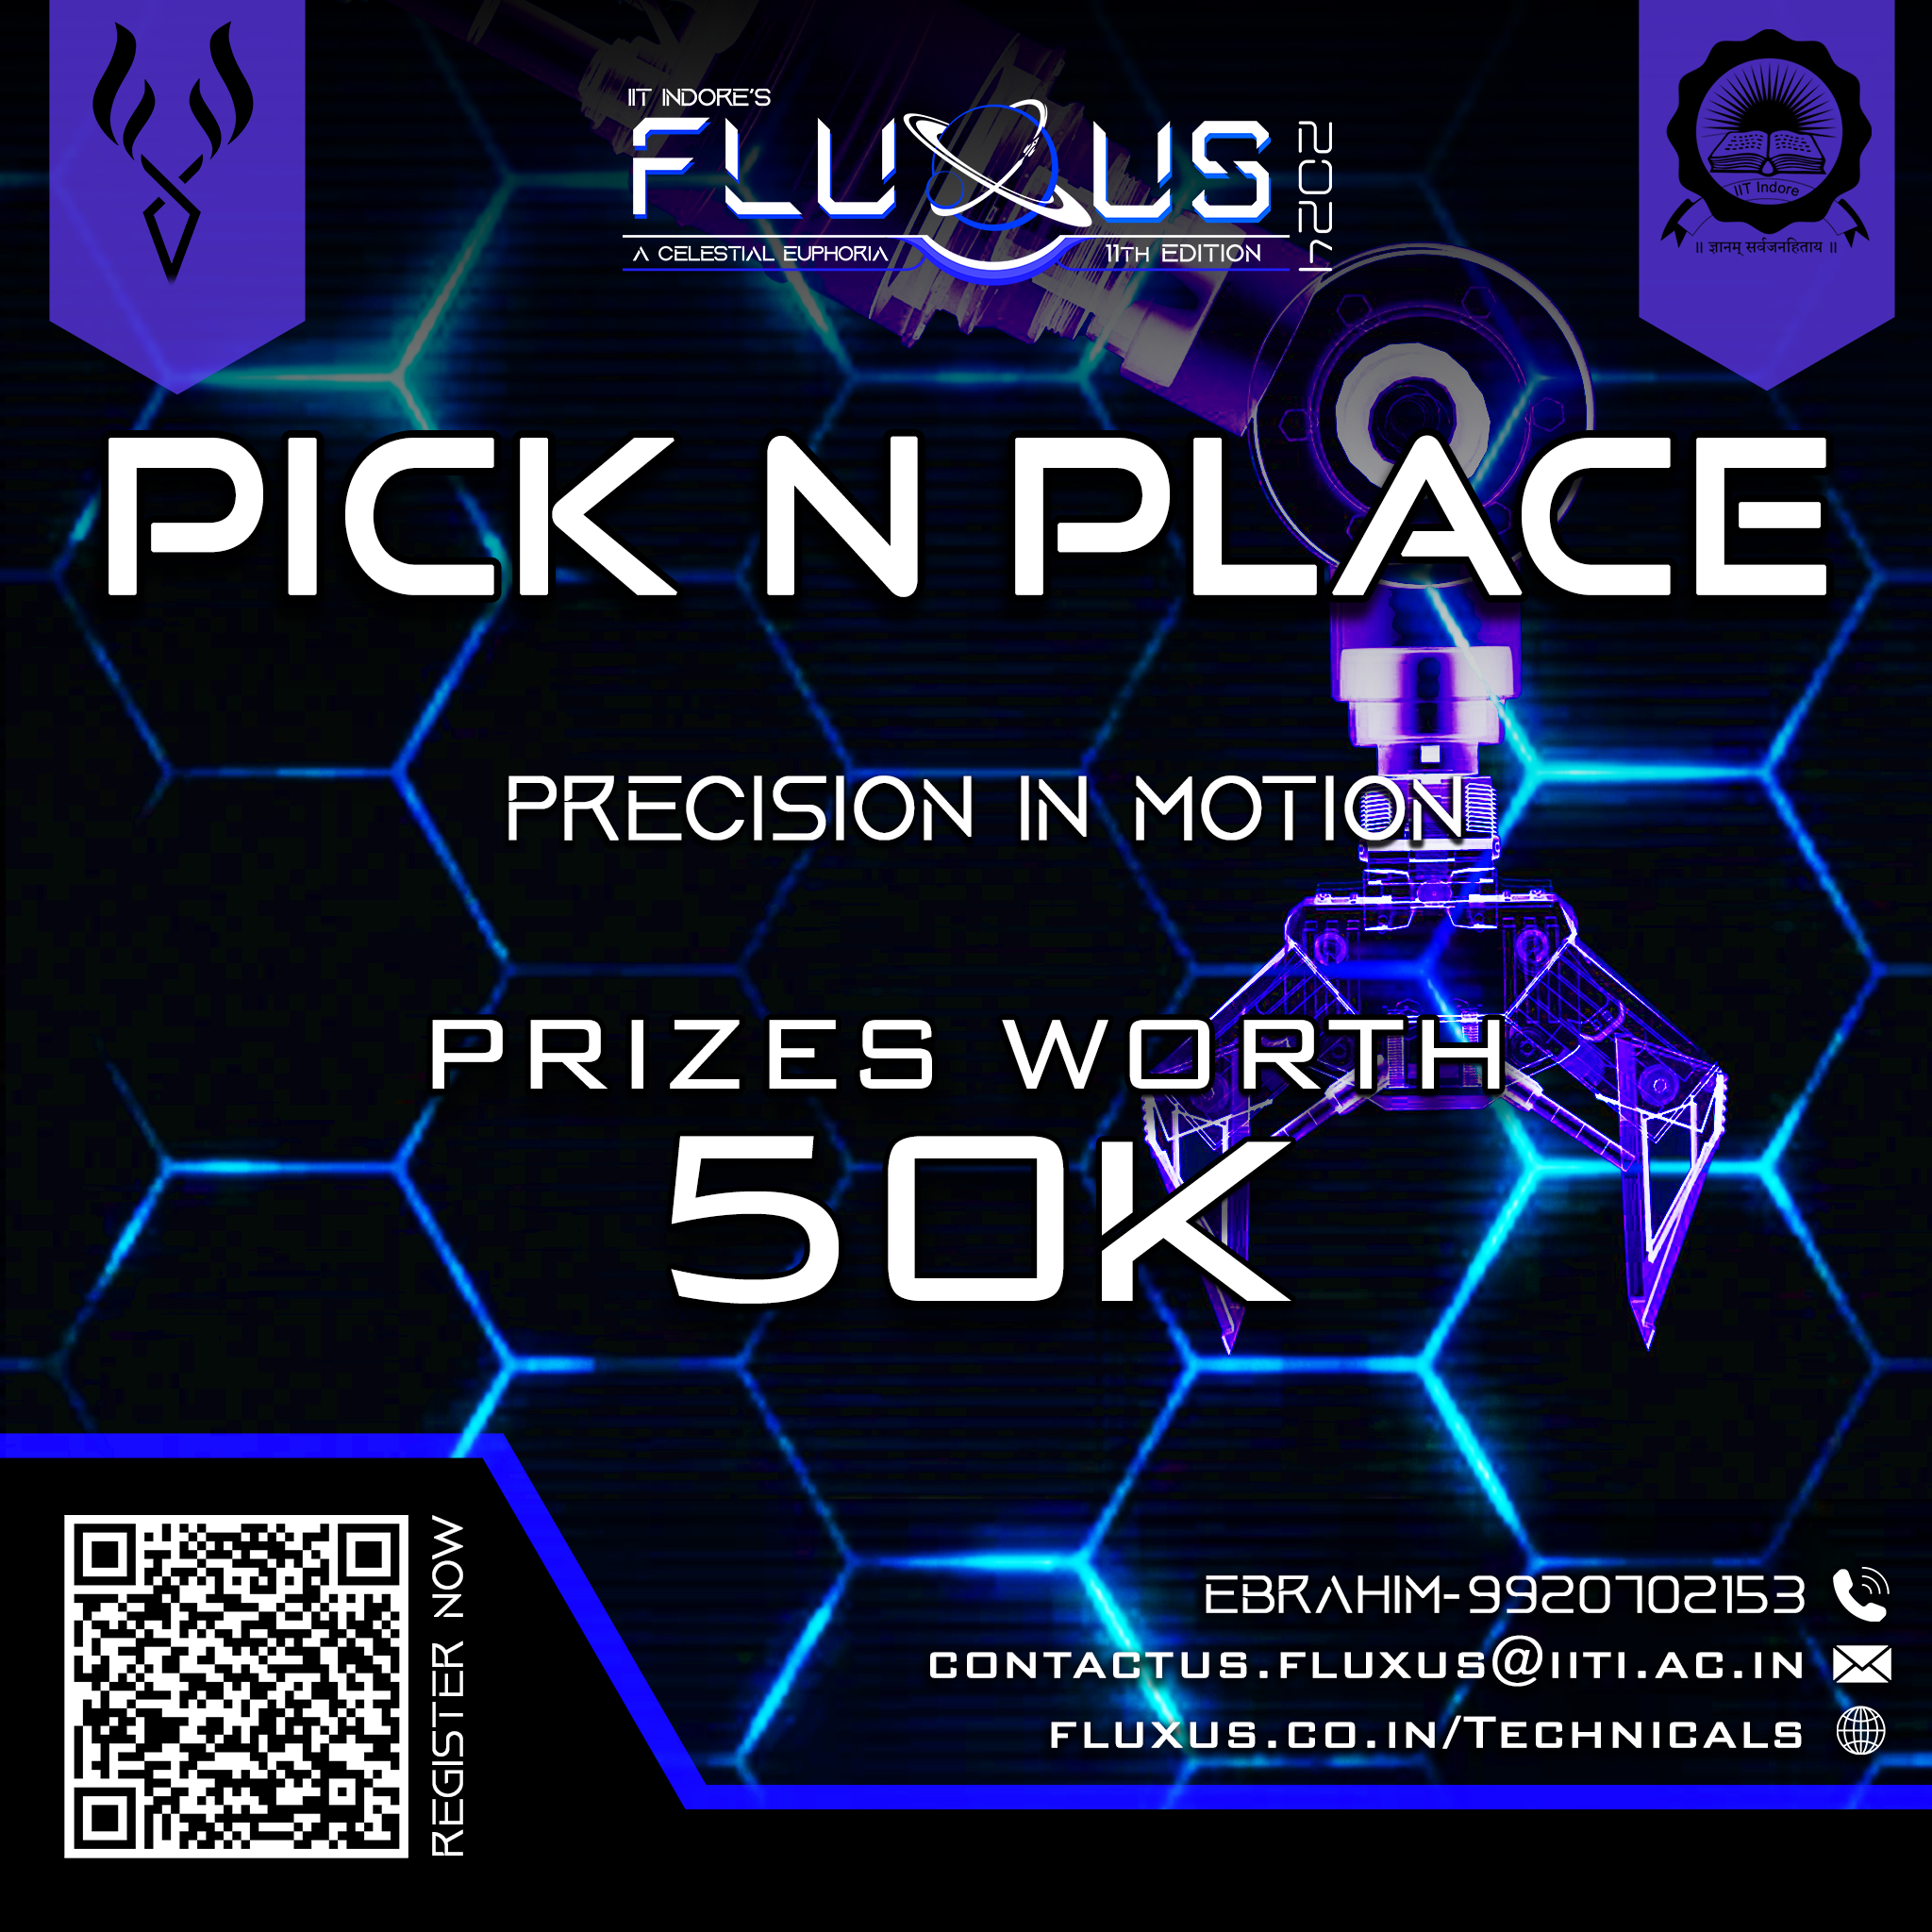 IIT INDORE'S
FLUXUS 2024
A CELESTIAL EUPHORIA 11TH EDITION
IIT Indore
॥ ज्ञानम् सर्वजनहिताय ॥
PICK N PLACE
PRECISION IN MOTION
PRIZES WORTH
50K
REGISTER NOW
EBRAHIM-9920702153
CONTACTUS.FLUXUS@IITI.AC.IN
FLUXUS.CO.IN/TECHNICALS